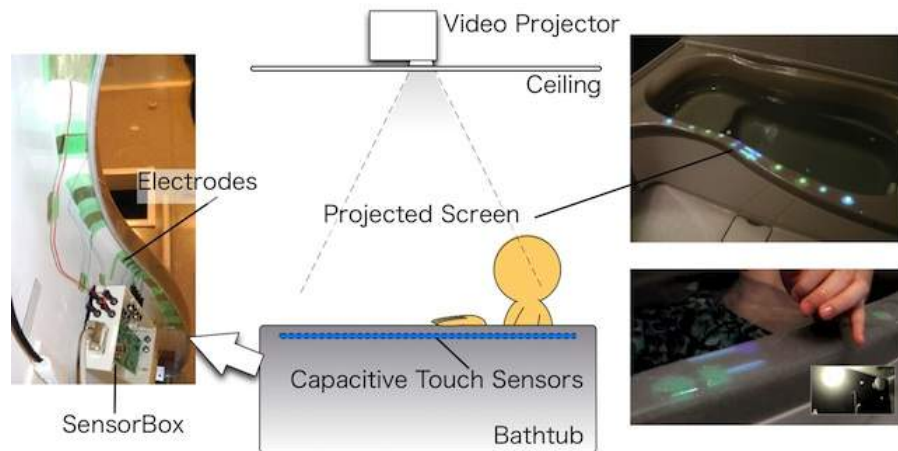 Video Projector
Ceiling
Electrodes
Projected Screen
Capacitive Touch Sensors
SensorBox
Bathtub